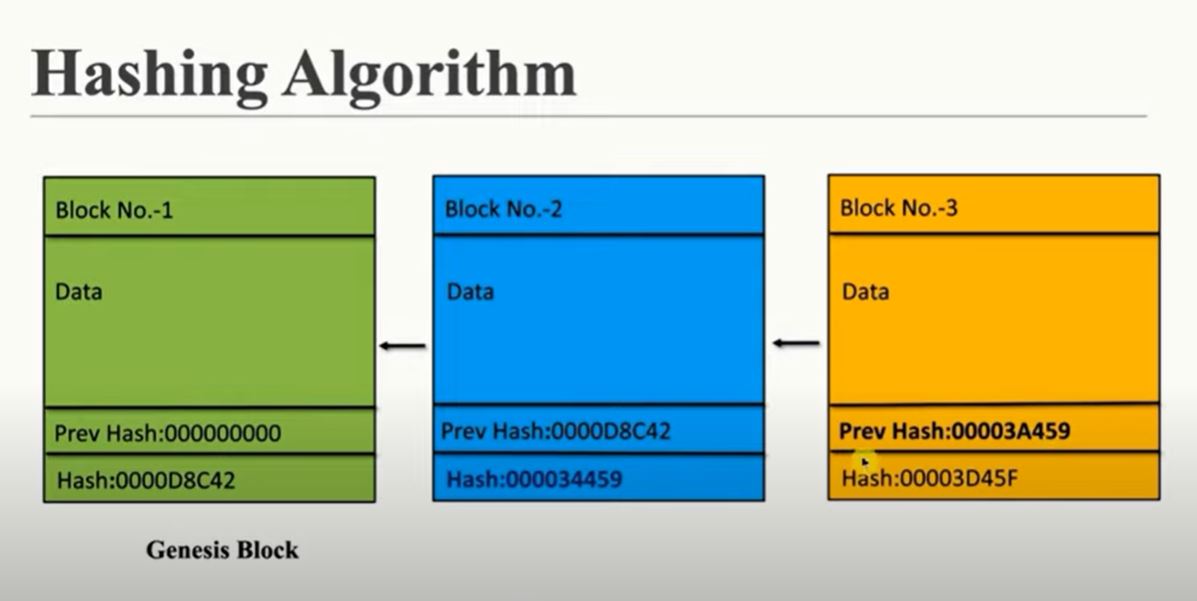 Hashing Algorithm
Block No.-1
Data
Prev Hash:000000000
Hash:0000D8C42
Genesis Block
Block No.-2
Data
Prev Hash:0000D8C42
Hash:000034459
Block No.-3
Data
Prev Hash:00003A459
Hash:00003D45F